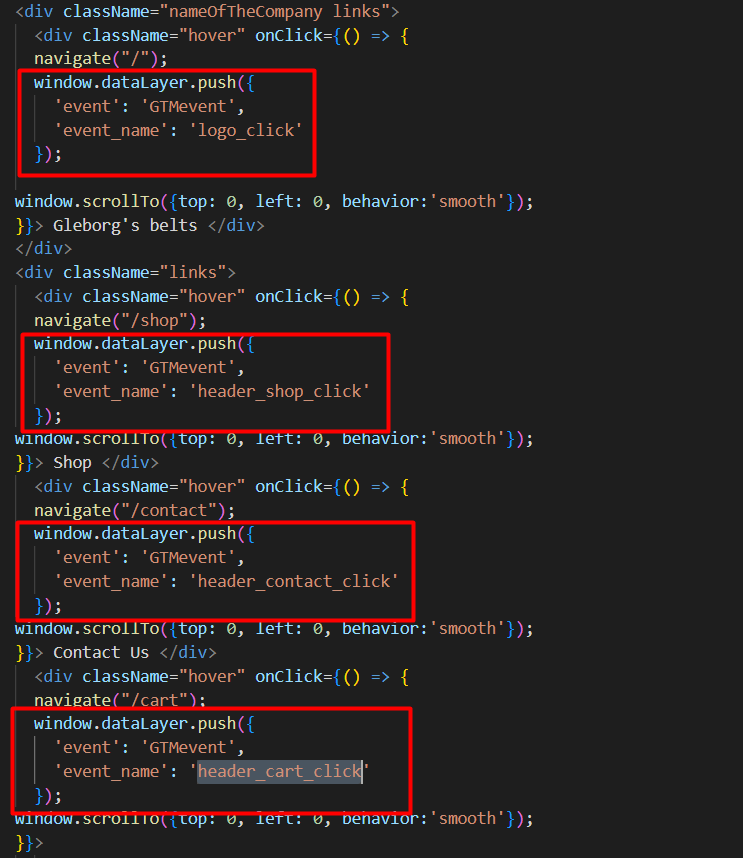 <div className="nameOfTheCompany links">
<div className="hover" onClick={() => {
navigate("/");
window.dataLayer.push({
'event': 'GTMevent',
'event_name': 'logo_click'
});
window.scrollTo({top: 0, left: 0, behavior:'smooth'});
}}> Gleborg's belts </div>
</div>
<div className="links">
<div className="hover" onClick={() => {
navigate("/shop");
window.dataLayer.push({
'event': 'GTMevent',
'event_name': 'header_shop_click'
});
window.scrollTo({top: 0, left: 0, behavior:'smooth'});
}}> Shop </div>
<div className="hover" onClick={() => {
navigate("/contact");
window.dataLayer.push({
'event': 'GTMevent',
'event_name': 'header_contact_click'
});
window.scrollTo({top: 0, left: 0, behavior:'smooth'});
}}> Contact Us </div>
<div className="hover" onClick={() => {
navigate("/cart");
window.dataLayer.push({
'event': 'GTMevent',
'event_name': 'header_cart_click'
});
window.scrollTo({top: 0, left: 0, behavior:'smooth'});
}}>